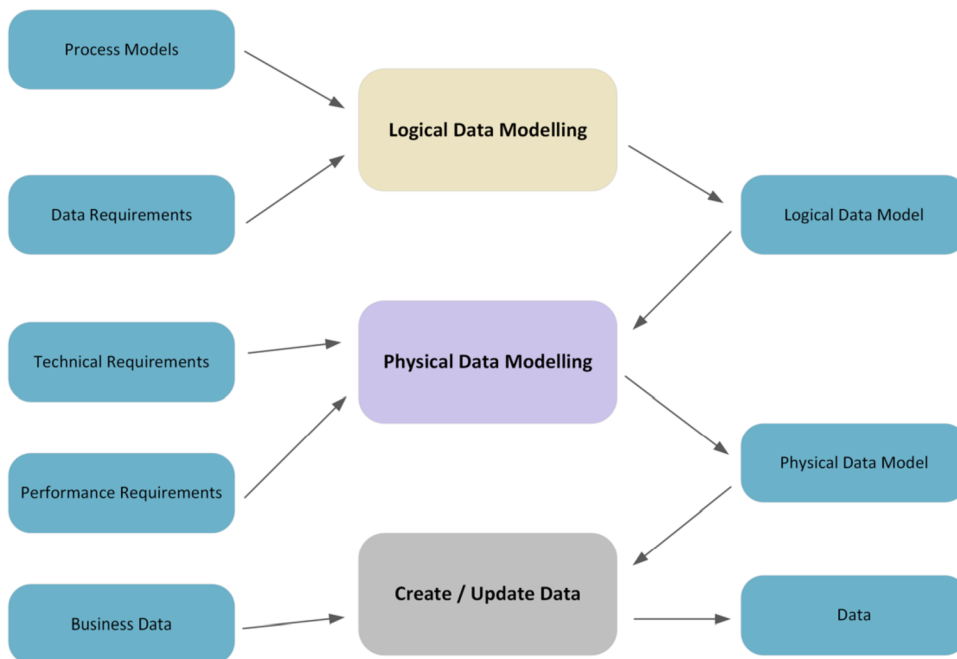 Process Models
Logical Data Modelling
Data Requirements
Logical Data Model
Technical Requirements
Physical Data Modelling
Performance Requirements
Physical Data Model
Create / Update Data
Business Data
Data